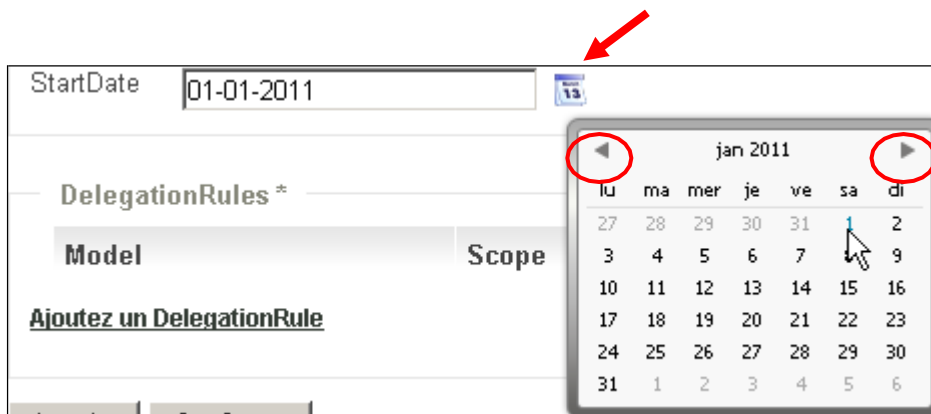 StartDate 01-01-2011
jan 2011
lu ma mer je ve sa di
27 28 29 30 31 1 2
3 4 5 6 7 8 9
10 11 12 13 14 15 16
17 18 19 20 21 22 23
24 25 26 27 28 29 30
31 1 2 3 4 5 6
DelegationRules *
Model Scope
Ajoutez un DelegationRule